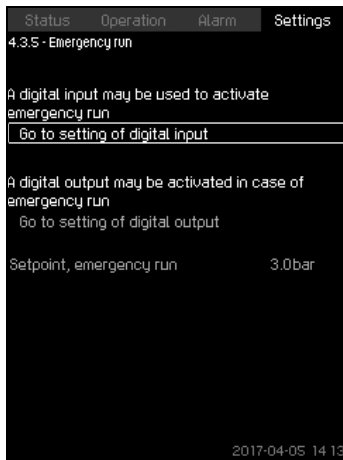 Status Operation Alarm Settings
4.3.5 - Emergency run
A digital input may be used to activate
emergency run
Go to setting of digital input
A digital output may be activated in case of
emergency run
Go to setting of digital output
Setpoint, emergency run 3.0bar
2017-04-05 14:13